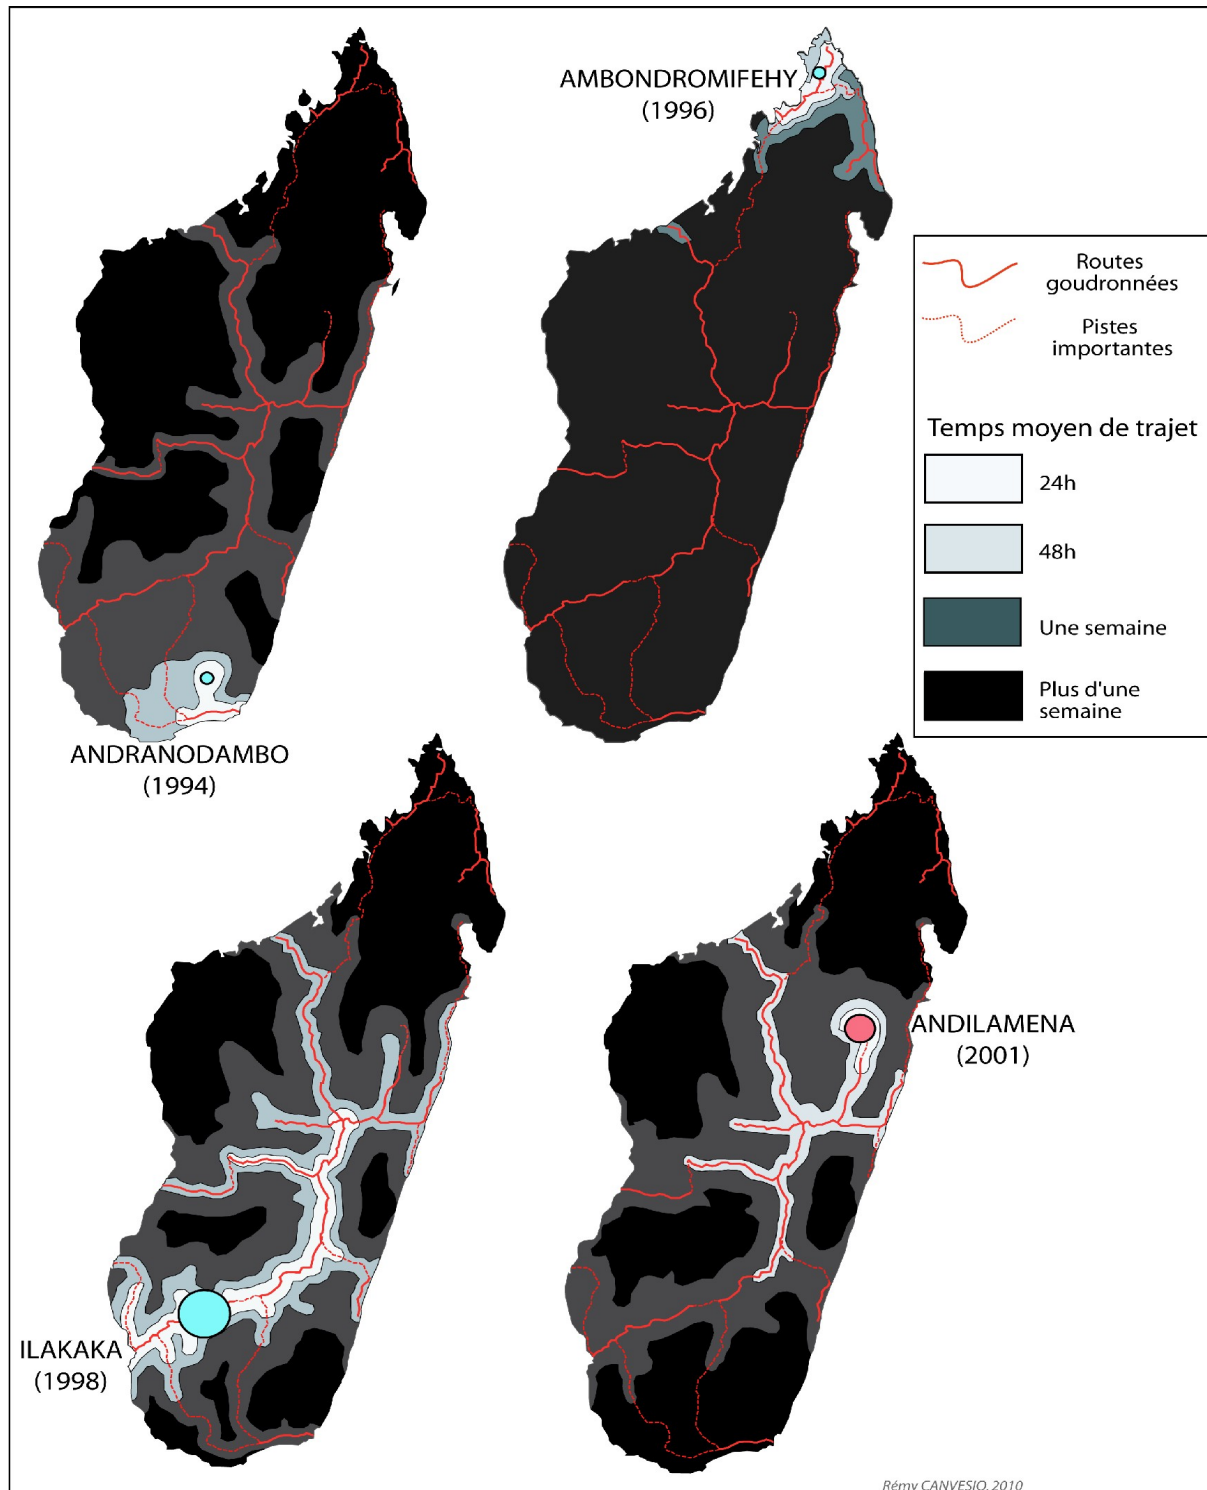 AMBONDROMIFEHY
(1996)
Routes
goudronnées
Pistes
importantes
Temps moyen de trajet
24h
48h
Une semaine
Plus d'une
semaine
ANDRANODAMBO
(1994)
ANDILAMENA
(2001)
ILAKAKA
(1998)
Rémy CANVESIO, 2010